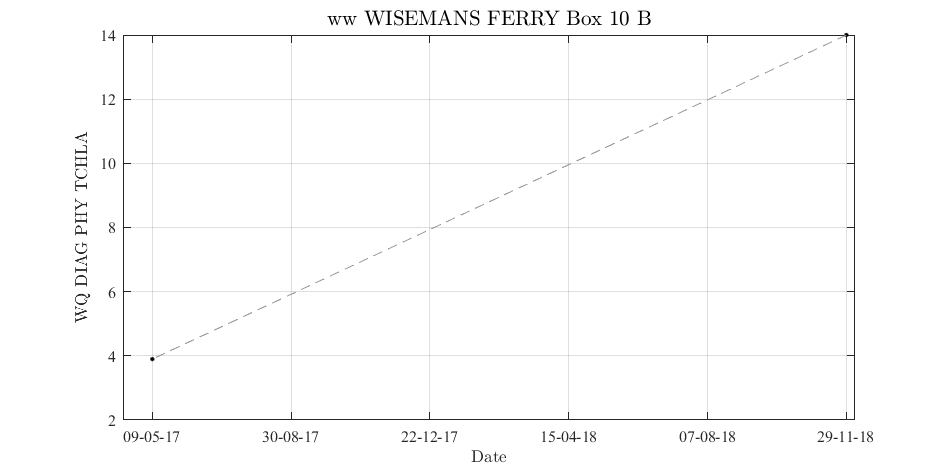 ww WISEMANS FERRY Box 10 B
14
12
10
8
6
4
2
WQ DIAG PHY TCHLA
09-05-17 30-08-17 22-12-17 15-04-18 07-08-18 29-11-18
Date